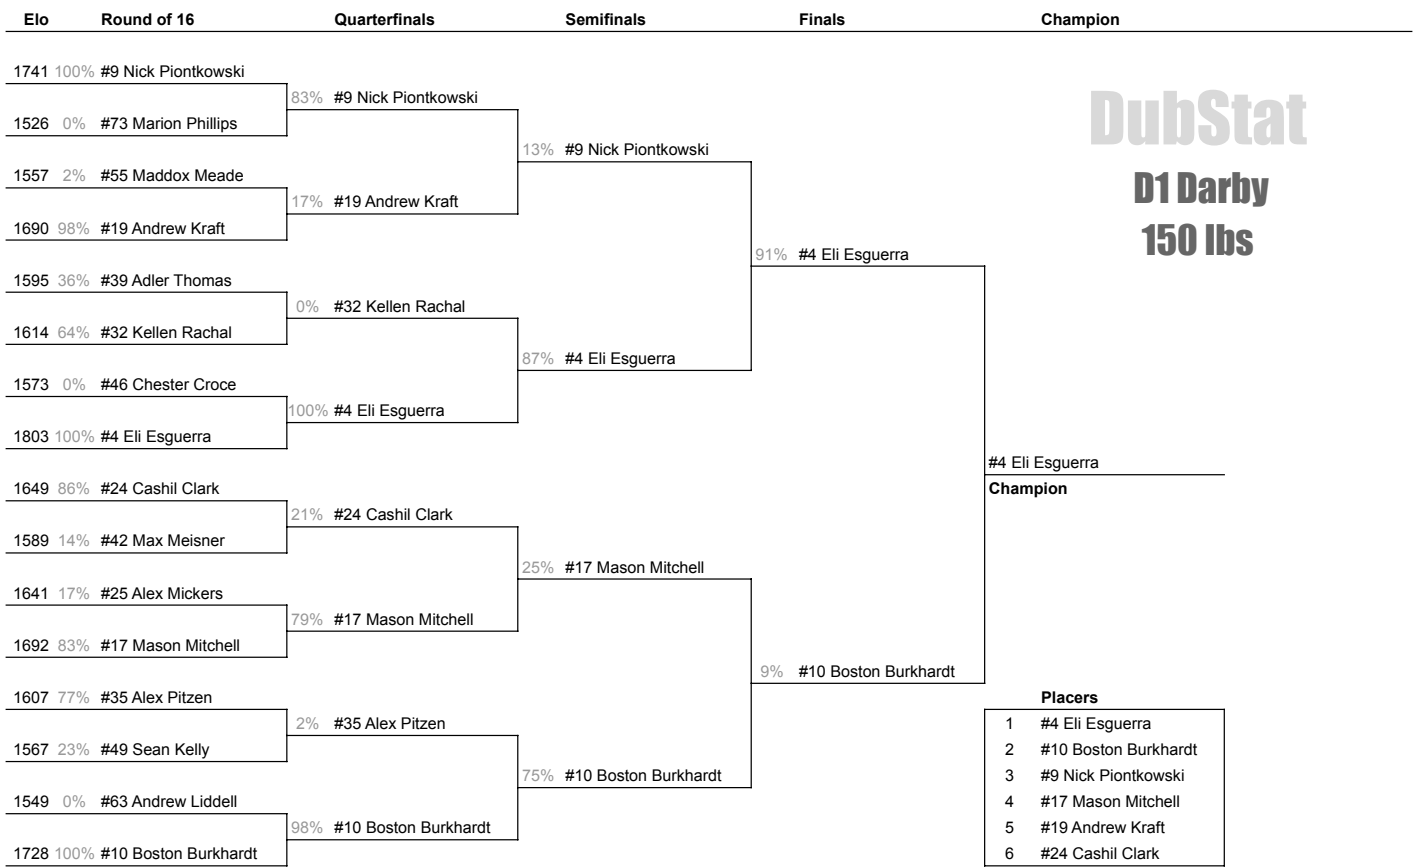 Elo Round of 16 Quarterfinals Semifinals Finals Champion
1741 100% #9 Nick Piontkowski
83% #9 Nick Piontkowski
DubStat
1526 0% #73 Marion Phillips
13% #9 Nick Piontkowski
1557 2% #55 Maddox Meade
D1 Darby
17% #19 Andrew Kraft
1690 98% #19 Andrew Kraft
150 lbs
91% #4 Eli Esguerra
1595 36% #39 Adler Thomas
0% #32 Kellen Rachal
1614 64% #32 Kellen Rachal
87% #4 Eli Esguerra
1573 0% #46 Chester Croce
100% #4 Eli Esguerra
1803 100% #4 Eli Esguerra
#4 Eli Esguerra
1649 86% #24 Cashil Clark
Champion
21% #24 Cashil Clark
1589 14% #42 Max Meisner
25% #17 Mason Mitchell
1641 17% #25 Alex Mickers
79% #17 Mason Mitchell
1692 83% #17 Mason Mitchell
9% #10 Boston Burkhardt
1607 77% #35 Alex Pitzen
Placers
2% #35 Alex Pitzen
1 #4 Eli Esguerra
1567 23% #49 Sean Kelly
2 #10 Boston Burkhardt
75% #10 Boston Burkhardt
3 #9 Nick Piontkowski
1549 0% #63 Andrew Liddell
4 #17 Mason Mitchell
98% #10 Boston Burkhardt
5 #19 Andrew Kraft
1728 100% #10 Boston Burkhardt
6 #24 Cashil Clark